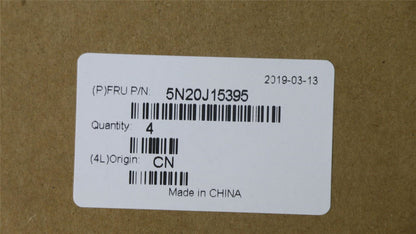 2019-03-13
(P)FRU P/N: 5N20J15395
Quantity: 4
(4L)Origin: CN
Made in CHINA